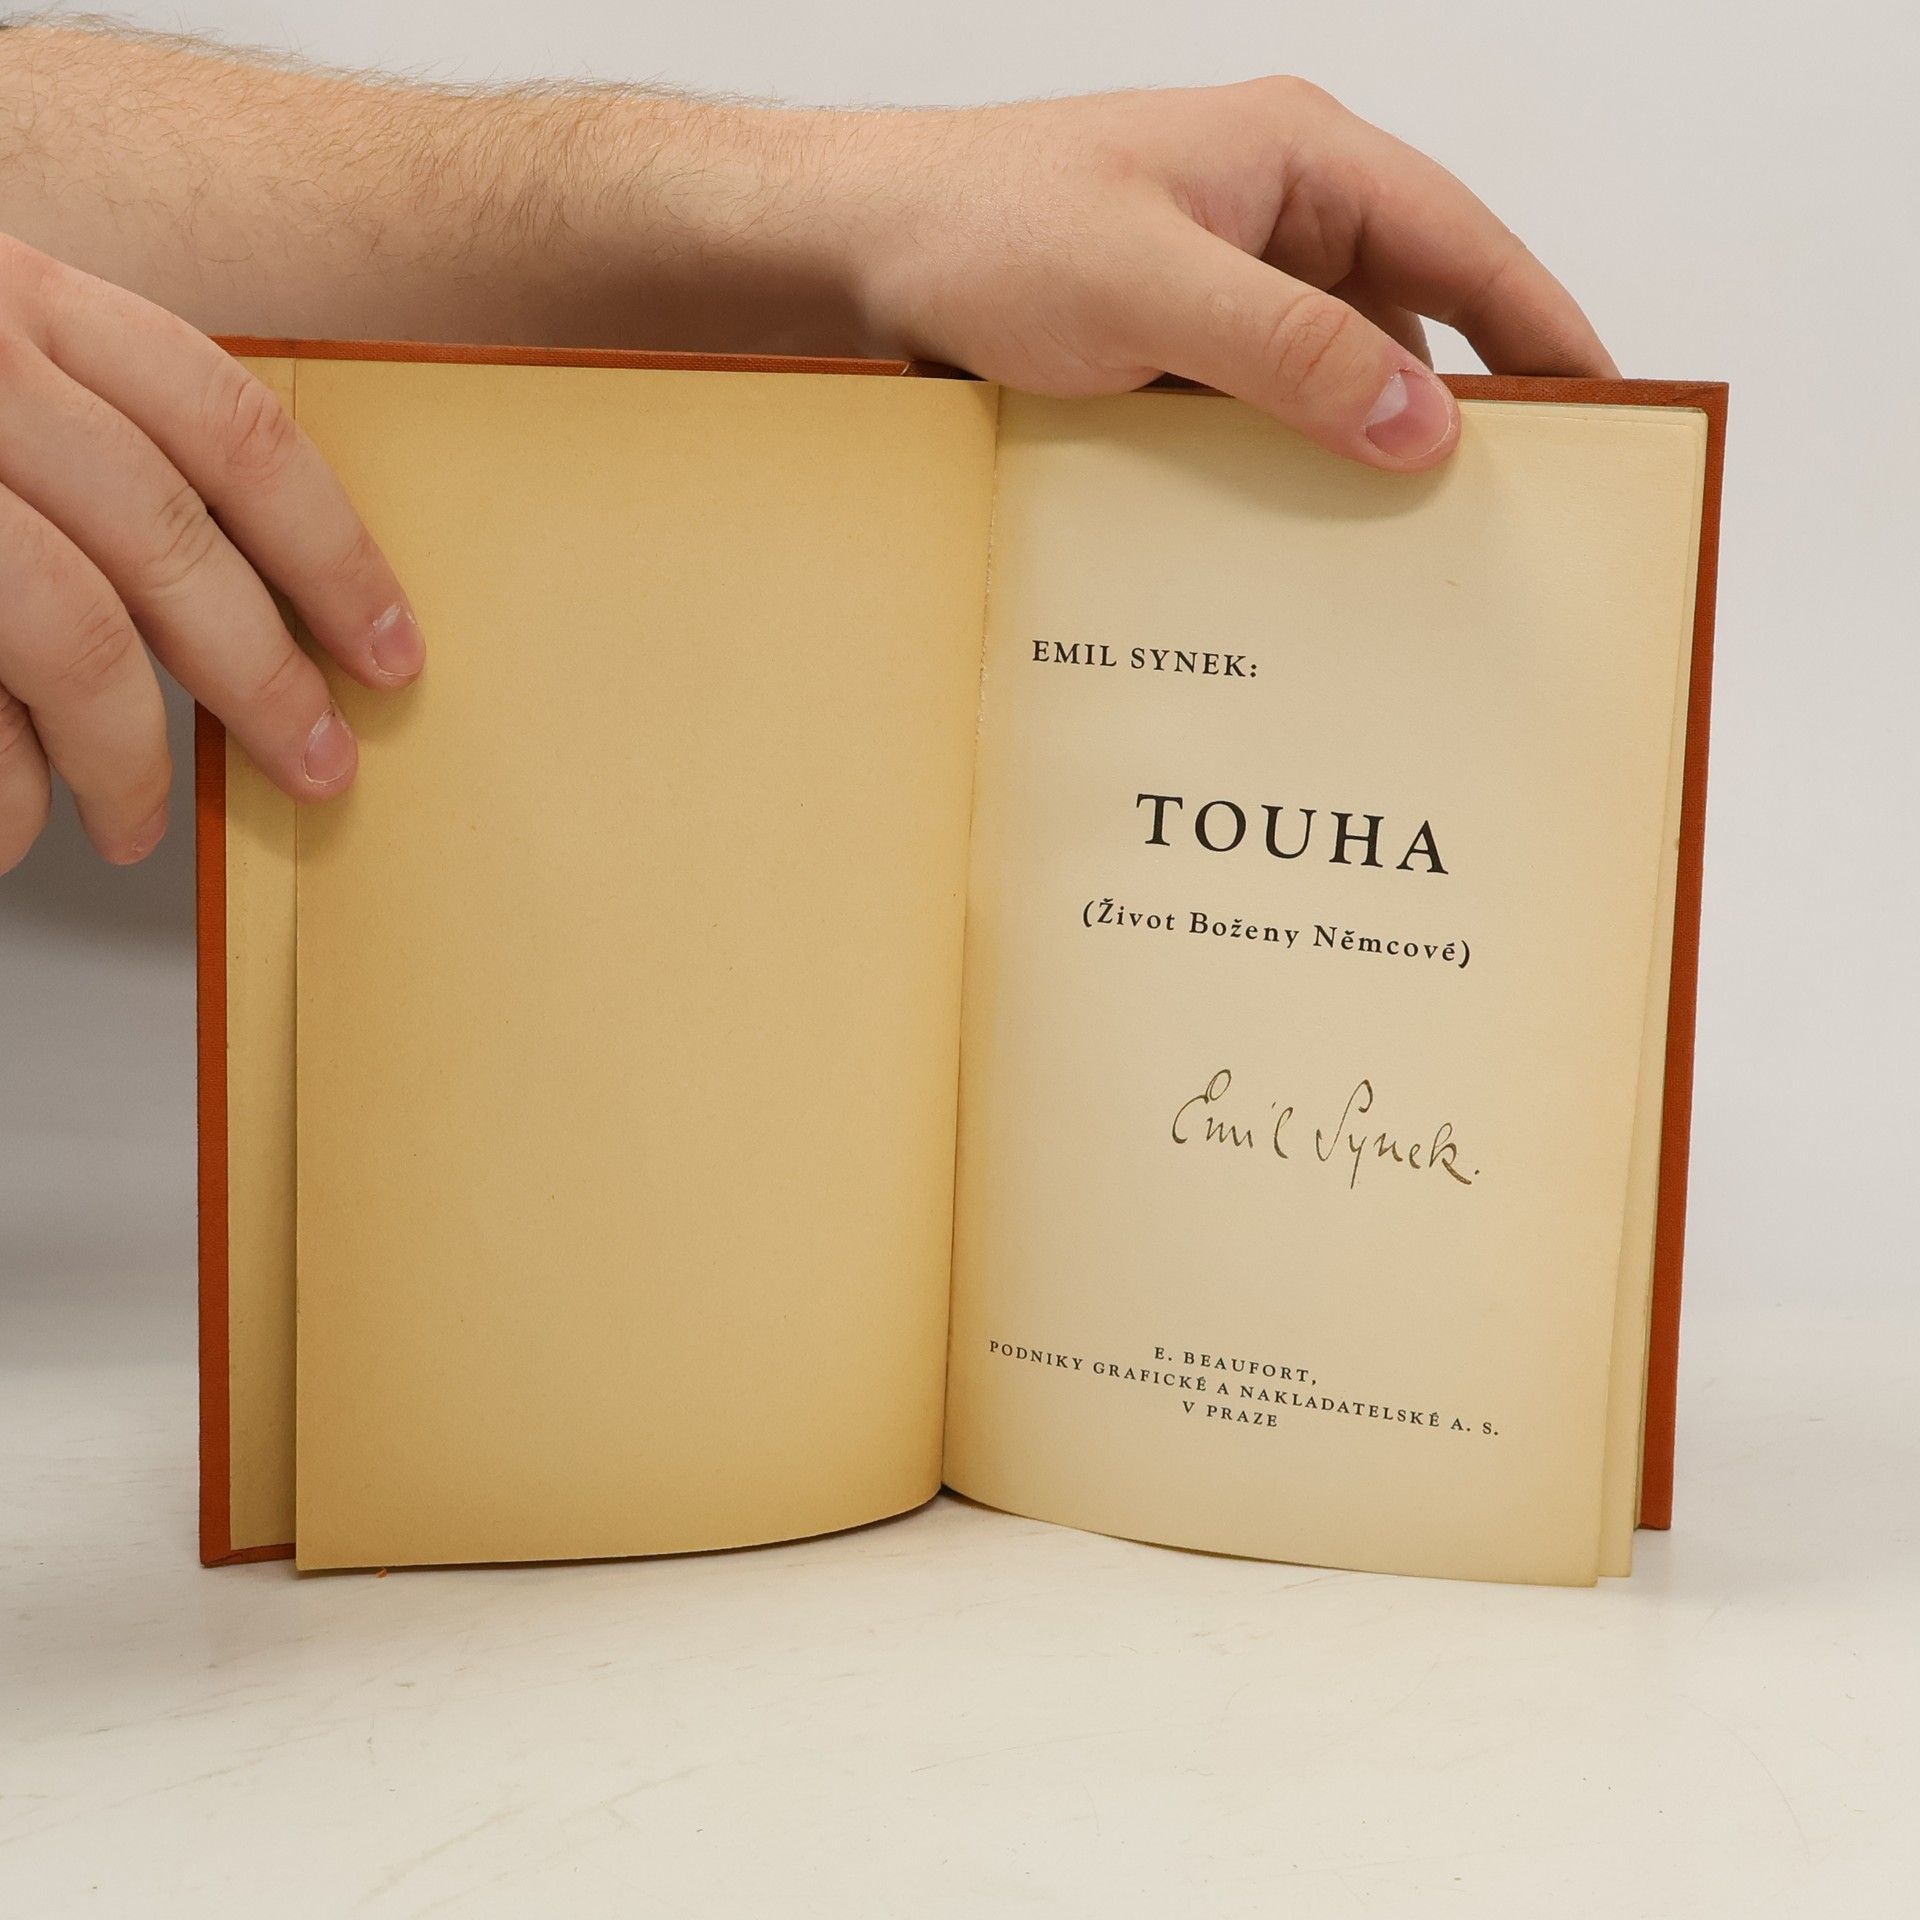 EMIL SYNEK:
TOUHA
(Život Boženy Němcové)
Emil Synek.
E. BEAUFORT,
PODNIKY GRAFICKÉ A NAKLADATELSKÉ A. S.
V PRAZE